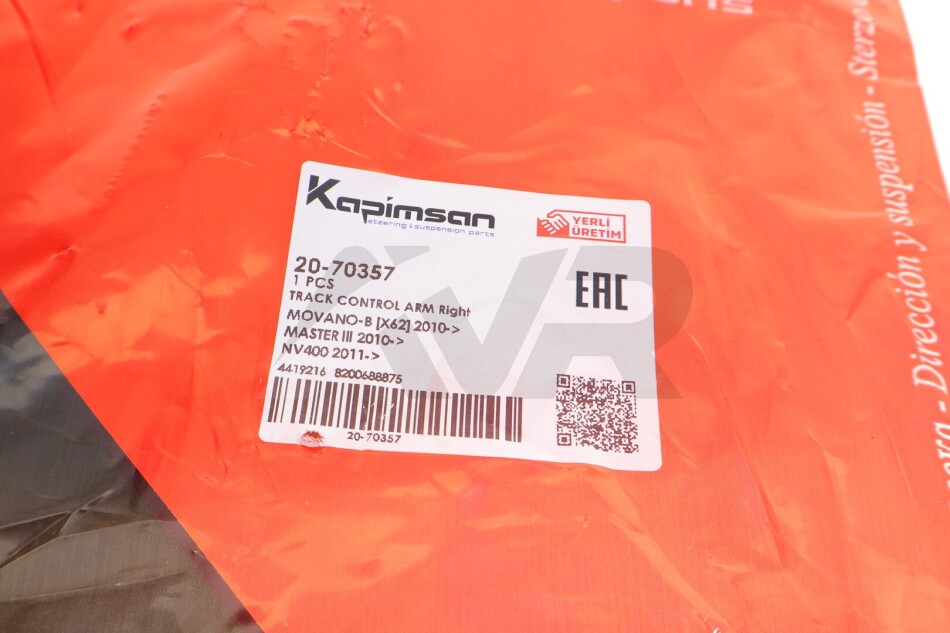 Kapimsan
steering & suspension parts
YERLİ
ÜRETİM
20-70357
1 PCS
TRACK CONTROL ARM Right
MOVANO-B [X62] 2010->
MASTER III 2010->
NV400 2011->
4419216 8200688875
20-70357
EAC
Dirección y suspensión - Sterzo
VR